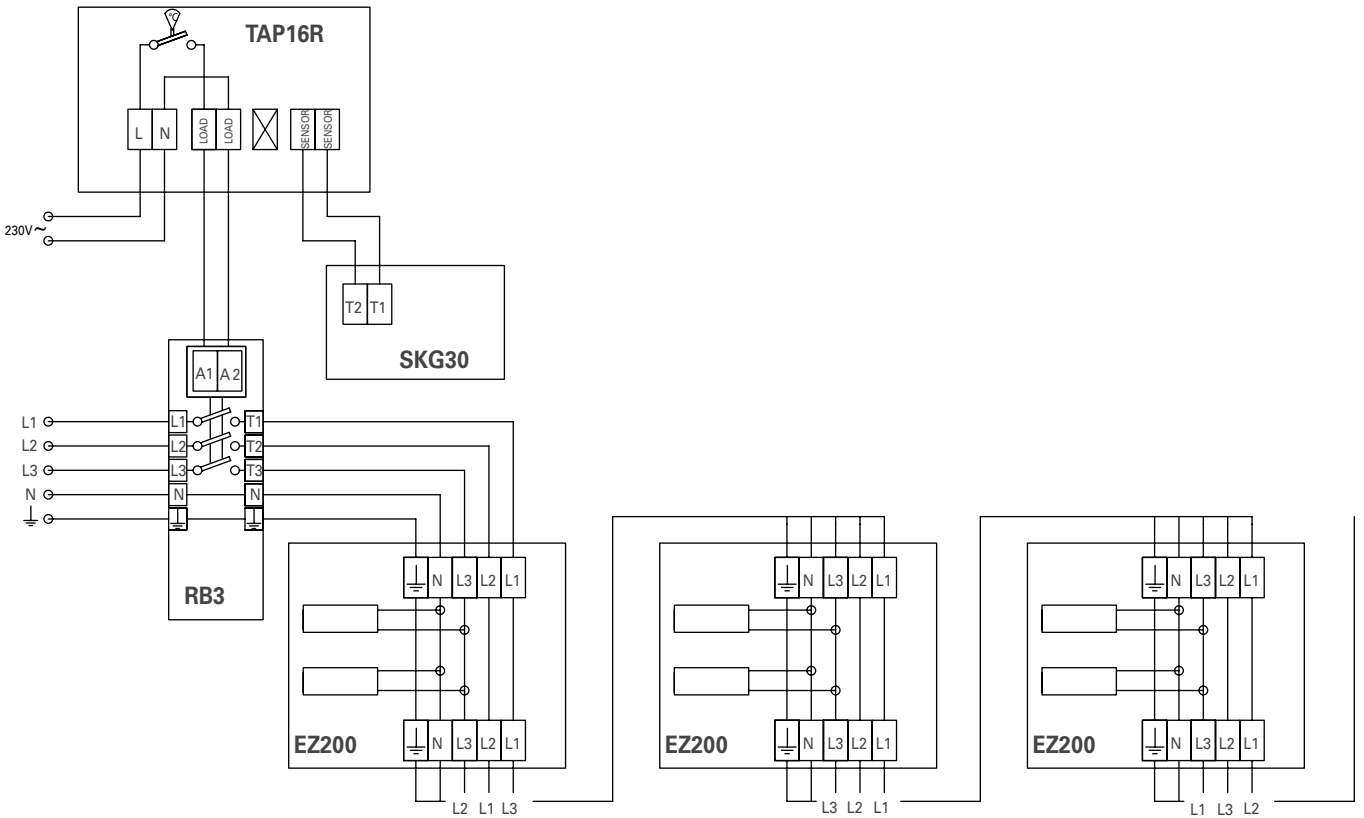 °C
TAP16R
L N LOAD LOAD SENSOR SENSOR
230V~
T2 T1
SKG30
A1 A2
L1 L1 T1
L2 L2 T2
L3 L3 T3
N N N
RB3
N L3 L2 L1
N L3 L2 L1
N L3 L2 L1
EZ200 N L3 L2 L1
EZ200 N L3 L2 L1
EZ200 N L3 L2 L1
L2 L1 L3
L3 L2 L1
L1 L3 L2